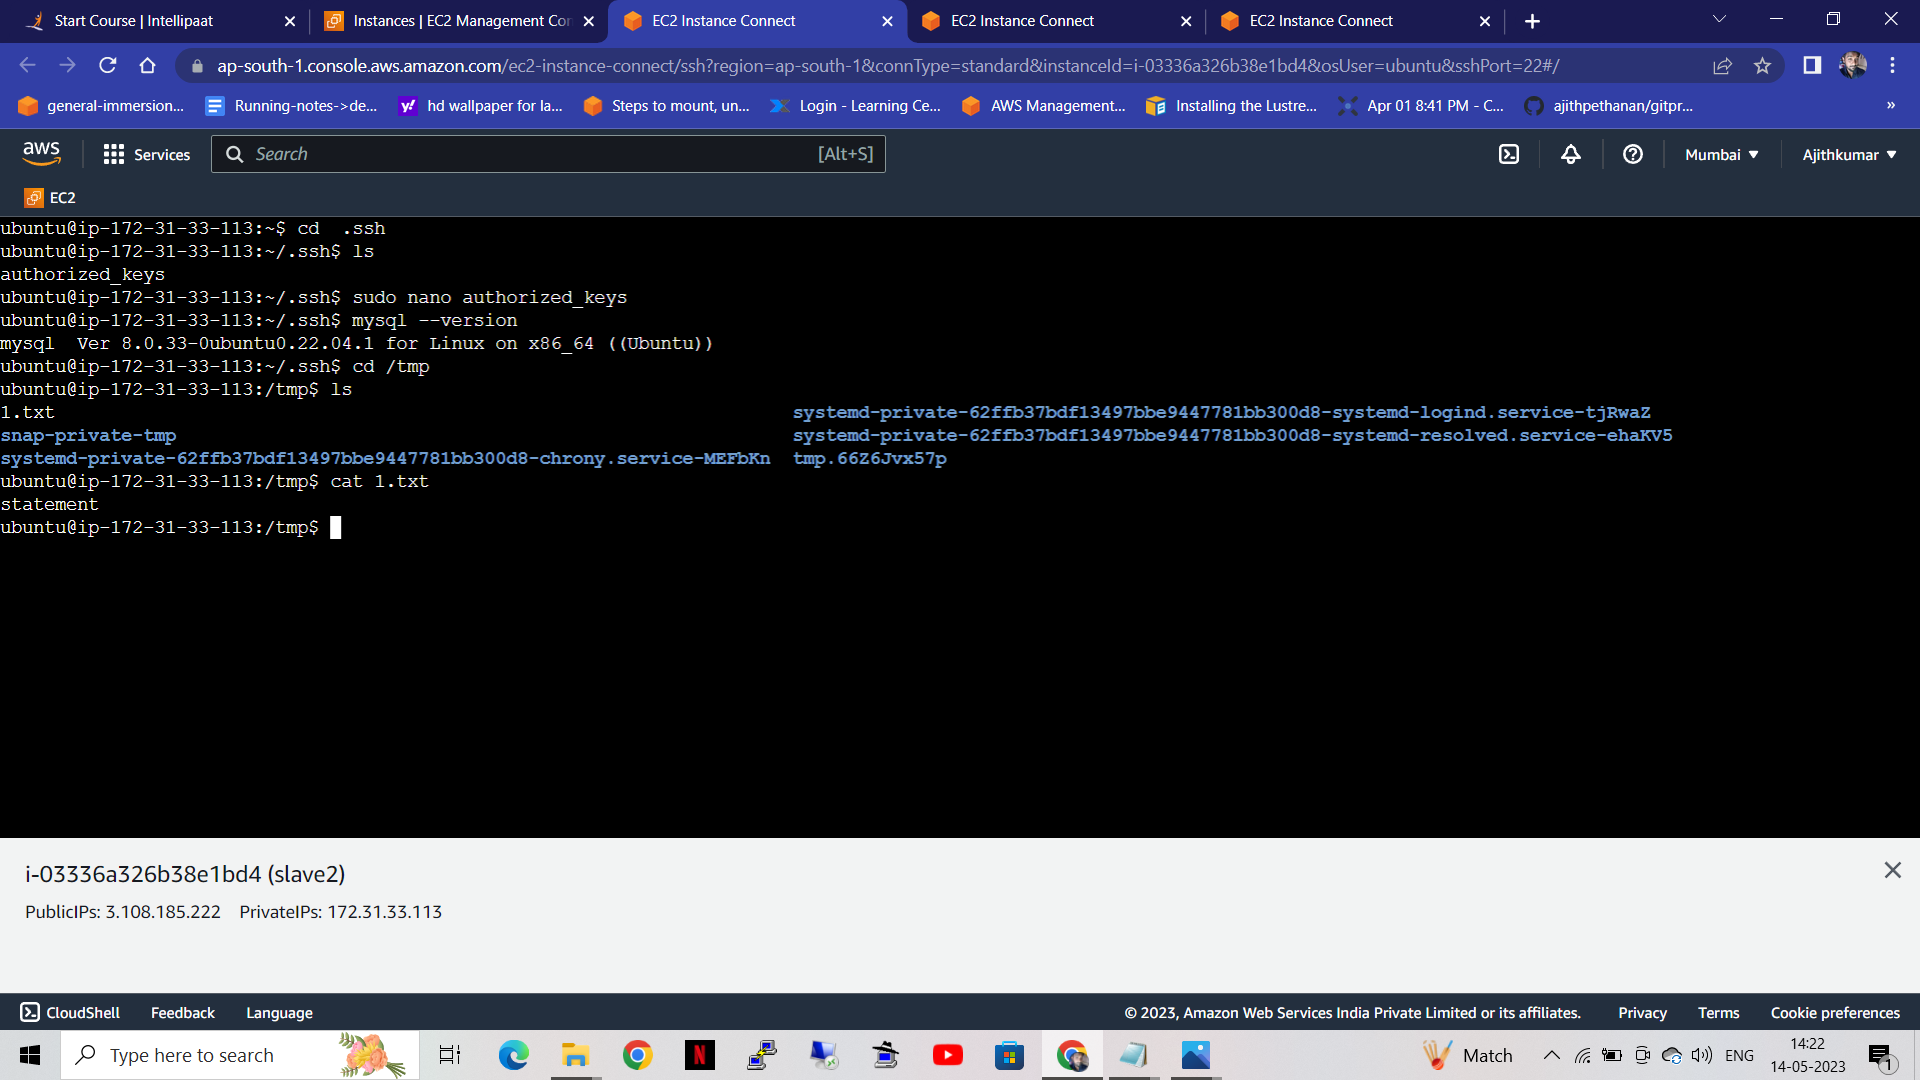 Start Course | Intellipaat
Instances | EC2 Management Con
EC2 Instance Connect
EC2 Instance Connect
EC2 Instance Connect
ap-south-1.console.aws.amazon.com/ec2-instance-connect/ssh?region=ap-south-1&connType=standard&instanceId=i-03336a326b38e1bd4&osUser=ubuntu&sshPort=22#/
general-immersion...
Running-notes->de...
hd wallpaper for la...
Steps to mount, un...
Login - Learning Ce...
AWS Management...
Installing the Lustre...
Apr 01 8:41 PM - C...
ajithpethanan/gitpr...
»
aws
Services
Search
[Alt+S]
Mumbai
Ajithkumar
EC2
ubuntu@ip-172-31-33-113:~$ cd  .ssh
ubuntu@ip-172-31-33-113:~/.ssh$ ls
authorized_keys
ubuntu@ip-172-31-33-113:~/.ssh$ sudo nano authorized_keys
ubuntu@ip-172-31-33-113:~/.ssh$ mysql --version
mysql  Ver 8.0.33-0ubuntu0.22.04.1 for Linux on x86_64 ((Ubuntu))
ubuntu@ip-172-31-33-113:~/.ssh$ cd /tmp
ubuntu@ip-172-31-33-113:/tmp$ ls
1.txt systemd-private-62ffb37bdf13497bbe9447781bb300d8-systemd-logind.service-tjRwaZ
snap-private-tmp systemd-private-62ffb37bdf13497bbe9447781bb300d8-systemd-resolved.service-ehaKV5
systemd-private-62ffb37bdf13497bbe9447781bb300d8-chrony.service-MEFbKn tmp.66Z6Jvx57p
ubuntu@ip-172-31-33-113:/tmp$ cat 1.txt
statement
ubuntu@ip-172-31-33-113:/tmp$
i-03336a326b38e1bd4 (slave2)
PublicIPs: 3.108.185.222 PrivateIPs: 172.31.33.113
CloudShell
Feedback
Language
© 2023, Amazon Web Services India Private Limited or its affiliates.
Privacy
Terms
Cookie preferences
Type here to search
Match
ENG
14:22
14-05-2023
1